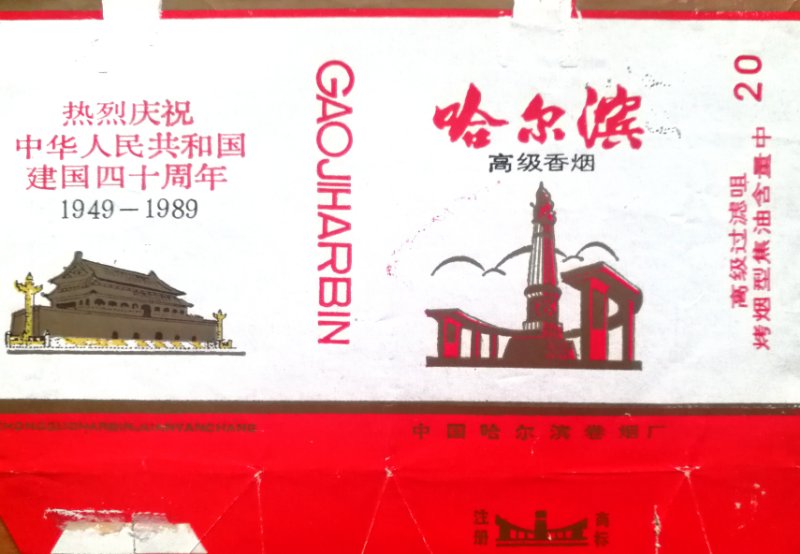 热烈庆祝
中华人民共和国
建国四十周年
1949-1989
GAOJIHARBIN
哈尔滨
高级香烟
20
高级过滤咀
烤烟型焦油含量中
ZHONGGUOHARBINJUANYANCHANG
中国哈尔滨卷烟厂
注册
商标